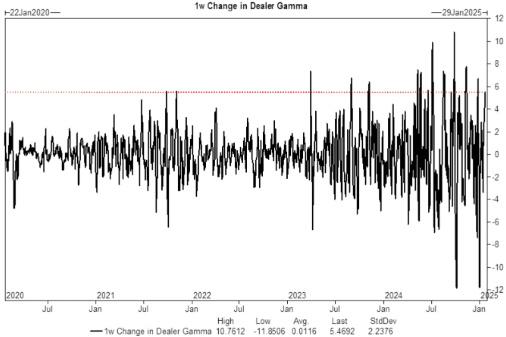 1w Change in Dealer Gamma
22Jan2020
29Jan2025
12
10
8
6
4
2
0
-2
-4
-6
-8
-10
-12
2020 2021 2022 2023 2024 2025
Jul Jan Jul Jan Jul Jan Jul Jan Jul Jan
High Low Avg. Last StdDev
1w Change in Dealer Gamma 10.7612 -11.8506 0.0116 5.4692 2.2376